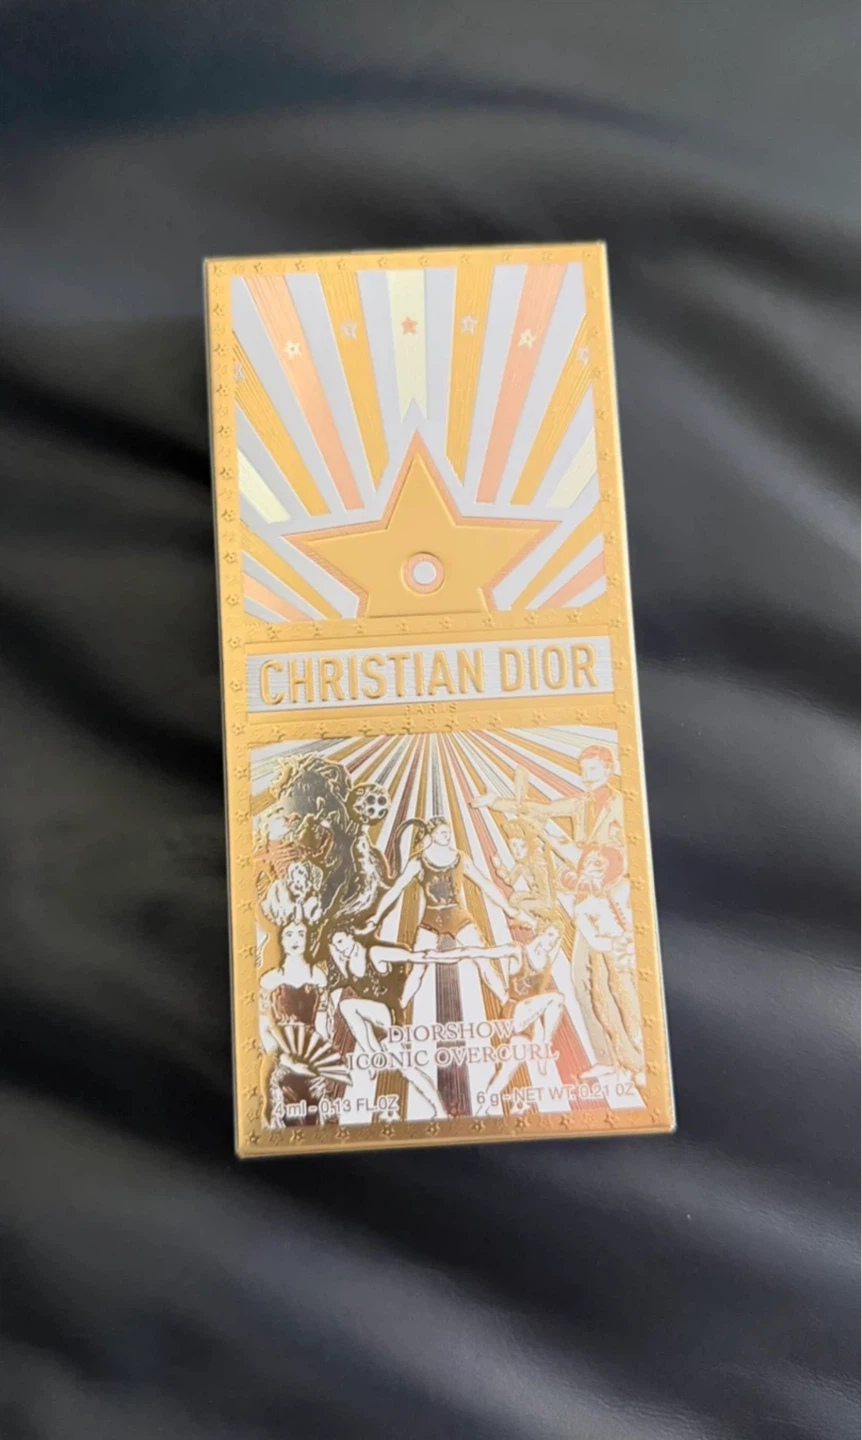 CHRISTIAN DIOR
PARIS
DIORSHOW
ICONIC OVERCURL
4 ml - 0.13 FL.OZ
6 g - NET WT. 0.21 OZ